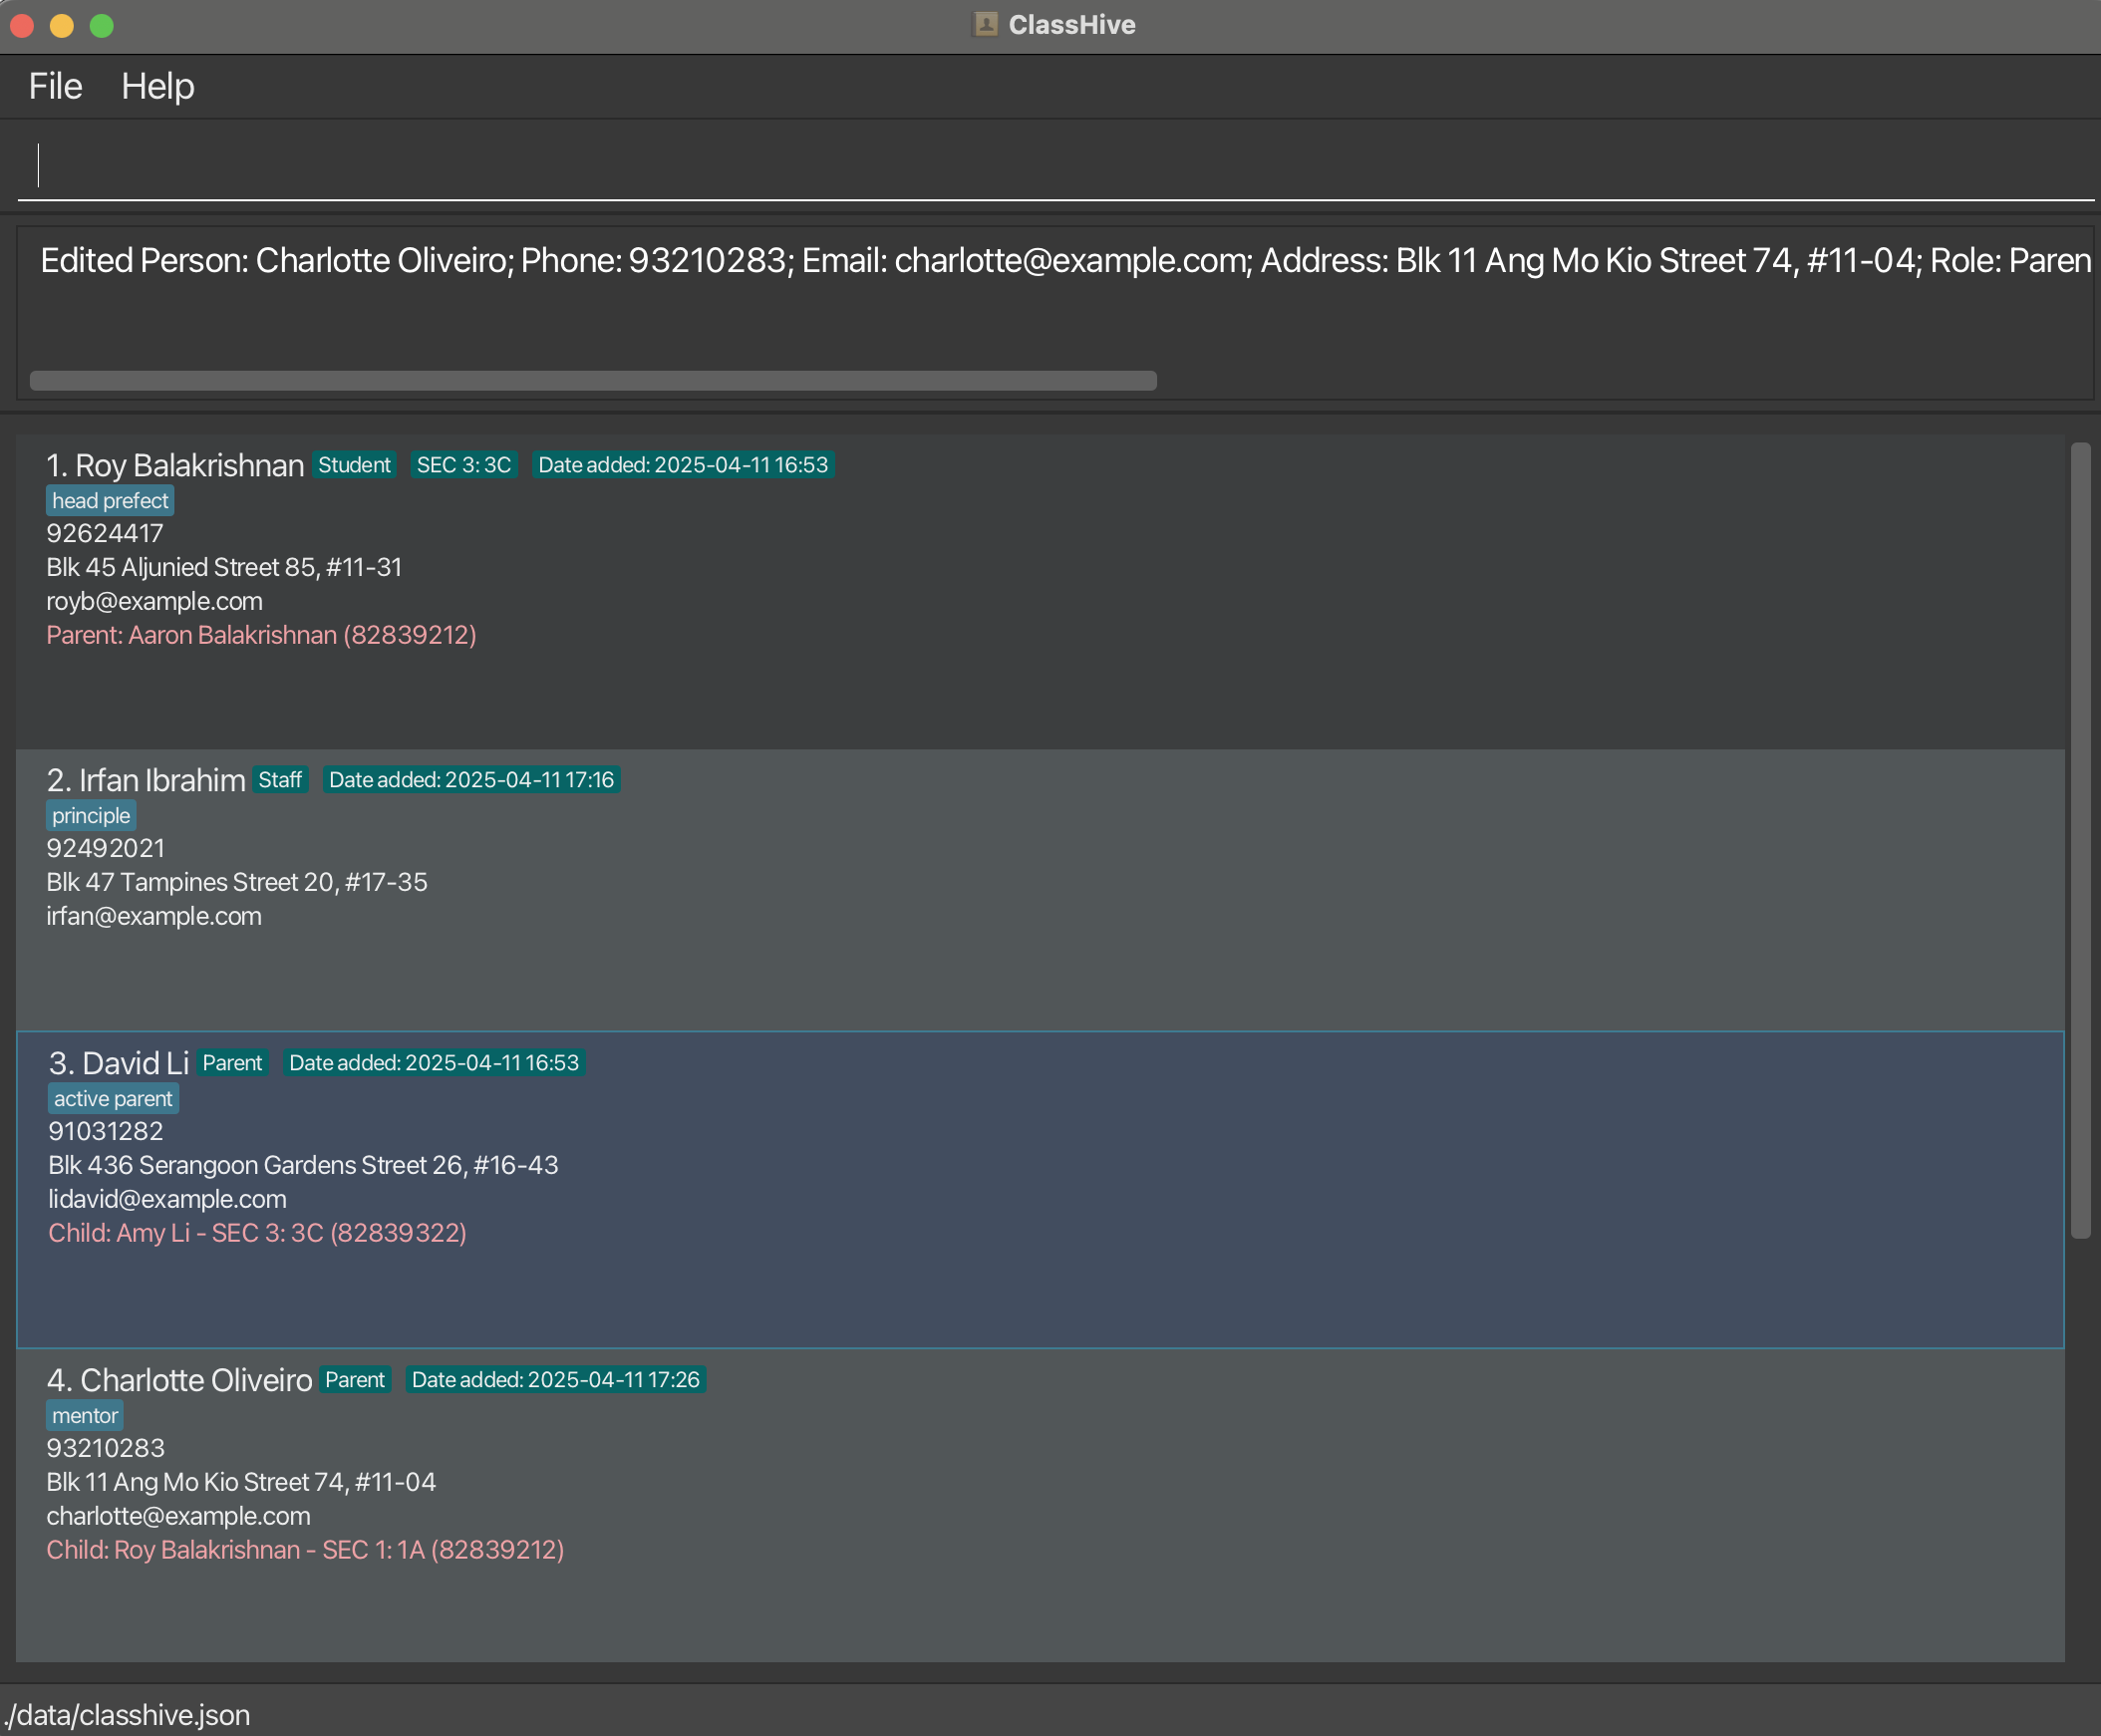 ClassHive
File Help
Edited Person: Charlotte Oliveiro; Phone: 93210283; Email: charlotte@example.com; Address: Blk 11 Ang Mo Kio Street 74, #11-04; Role: Paren
1. Roy Balakrishnan Student SEC 3: 3C Date added: 2025-04-11 16:53
head prefect
92624417
Blk 45 Aljunied Street 85, #11-31
royb@example.com
Parent: Aaron Balakrishnan (82839212)
2. Irfan Ibrahim Staff Date added: 2025-04-11 17:16
principle
92492021
Blk 47 Tampines Street 20, #17-35
irfan@example.com
3. David Li Parent Date added: 2025-04-11 16:53
active parent
91031282
Blk 436 Serangoon Gardens Street 26, #16-43
lidavid@example.com
Child: Amy Li - SEC 3: 3C (82839322)
4. Charlotte Oliveiro Parent Date added: 2025-04-11 17:26
mentor
93210283
Blk 11 Ang Mo Kio Street 74, #11-04
charlotte@example.com
Child: Roy Balakrishnan - SEC 1: 1A (82839212)
./data/classhive.json